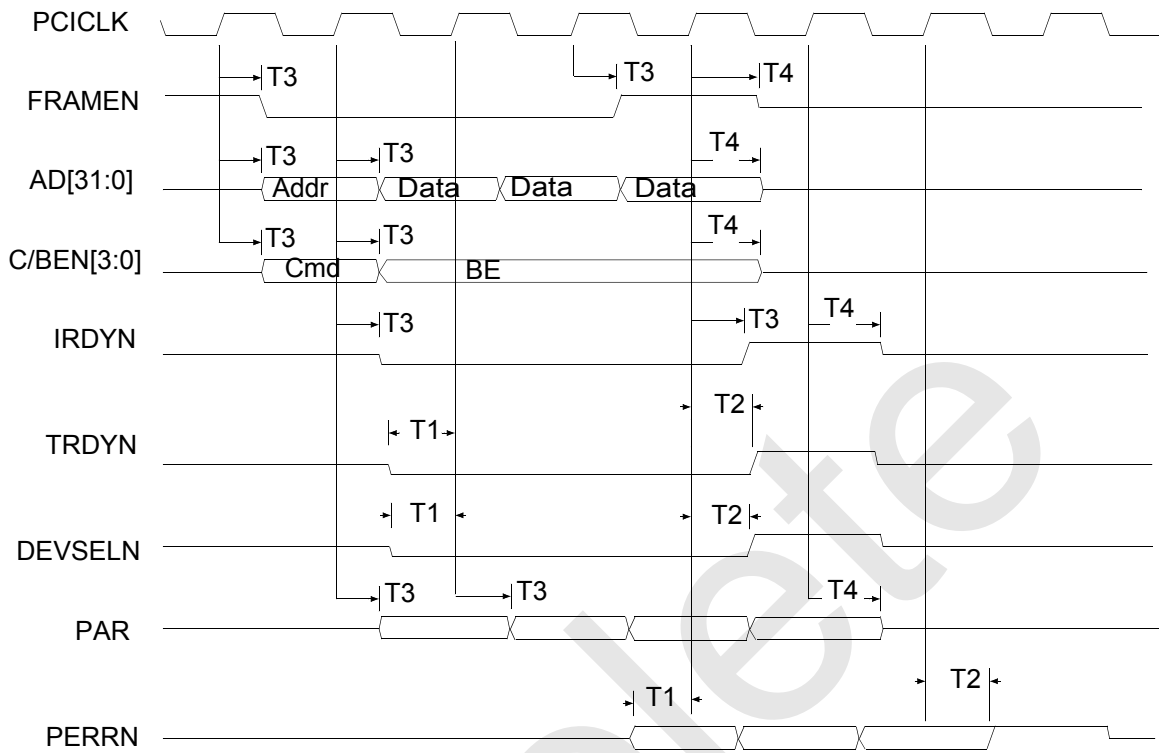 PCICLK
T3 T3 T4
FRAMEN
T3 T3 T4
AD[31:0]
Addr Data Data Data
T3 T3 T4
C/BEN[3:0]
Cmd BE
T3 T3 T4
IRDYN
T2
T1
TRDYN
T1 T2
DEVSELN
T3 T3 T4
PAR
T1 T2
PERRN